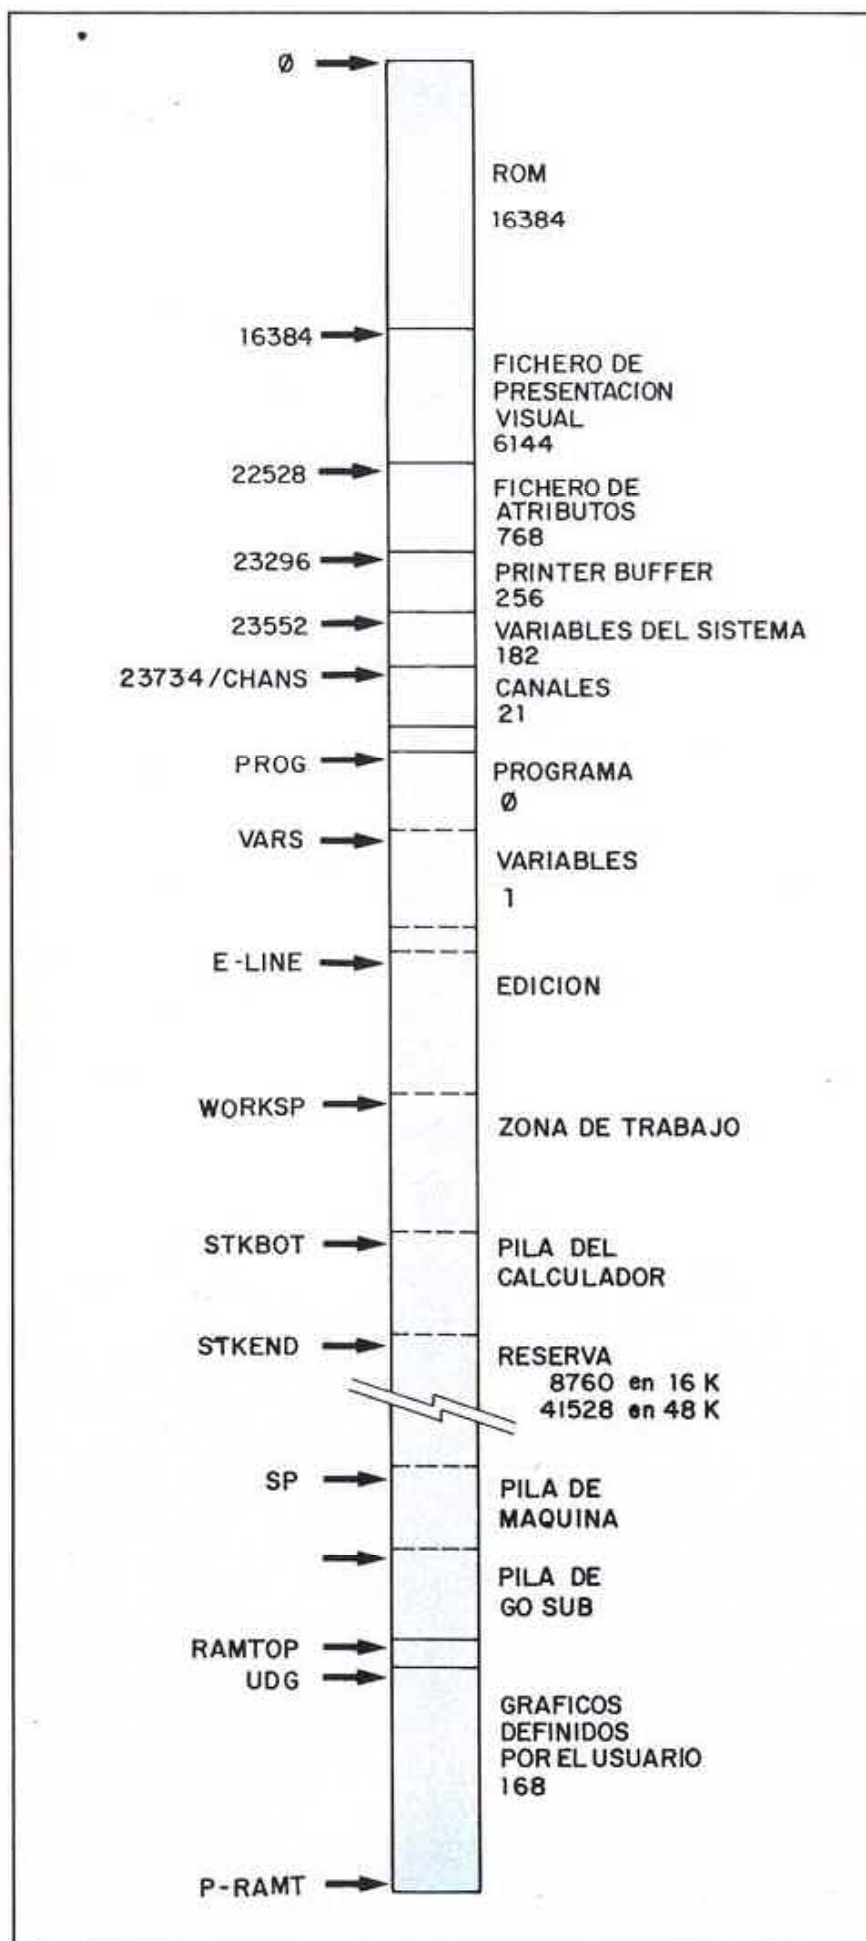 Ø
ROM
16384
16384
FICHERO DE
PRESENTACION
VISUAL
6144
22528
FICHERO DE
ATRIBUTOS
768
23296
PRINTER BUFFER
256
23552
VARIABLES DEL SISTEMA
182
23734/CHANS
CANALES
21
PROG
PROGRAMA
Ø
VARS
VARIABLES
1
E-LINE
EDICION
WORKSP
ZONA DE TRABAJO
STKBOT
PILA DEL
CALCULADOR
STKEND
RESERVA
8760 en 16 K
41528 en 48 K
SP
PILA DE
MAQUINA
PILA DE
GO SUB
RAMTOP
UDG
GRAFICOS
DEFINIDOS
POR EL USUARIO
168
P-RAMT